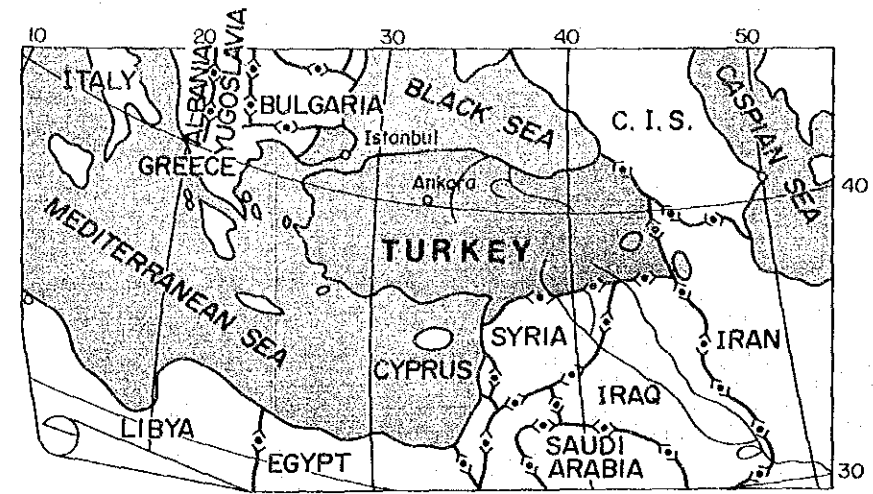 10
20
30
40
50
ITALY
ALBANIA
YUGOSLAVIA
BULGARIA
BLACK SEA
C. I. S.
CASPIAN SEA
Istanbul
GREECE
Ankara
40
MEDITERRANEAN SEA
TURKEY
SYRIA
IRAN
CYPRUS
IRAQ
LIBYA
EGYPT
SAUDI
ARABIA
30